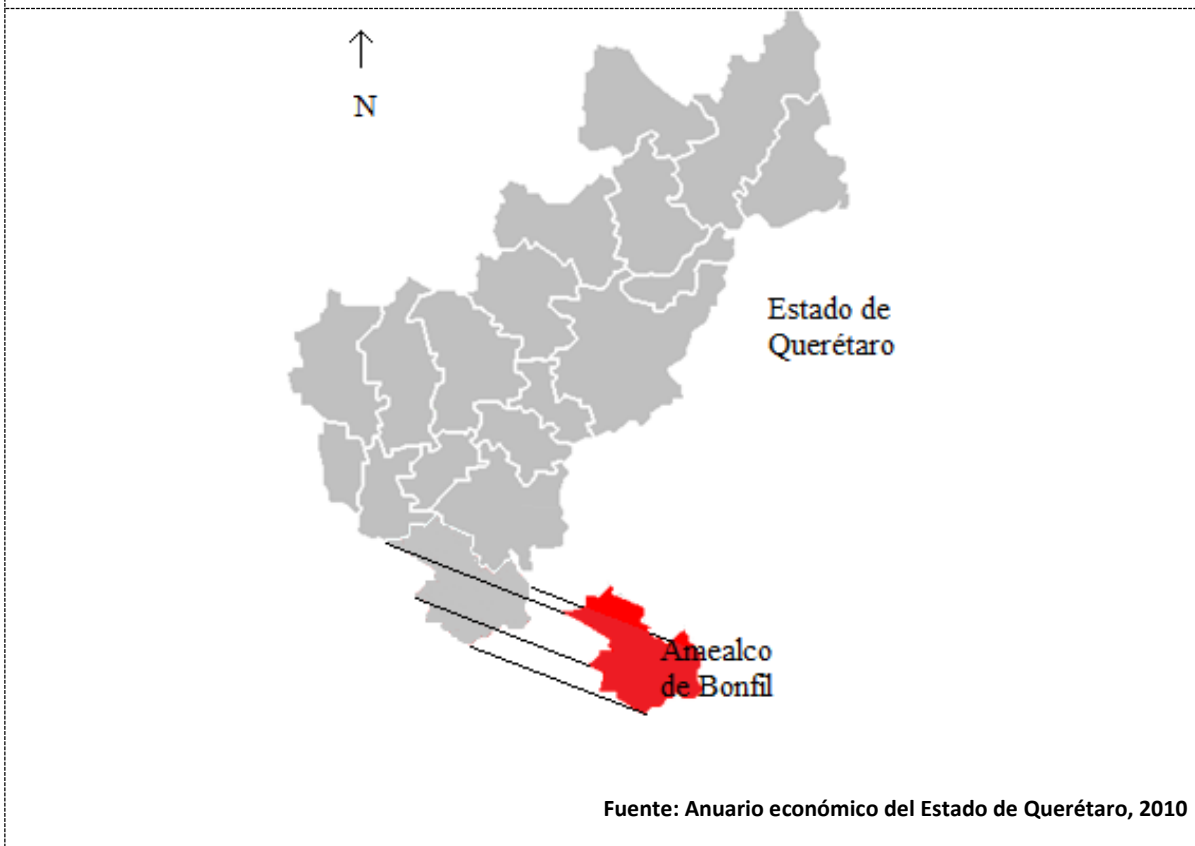 N
Estado de
Querétaro
Amealco
de Bonfil
Fuente: Anuario económico del Estado de Querétaro, 2010